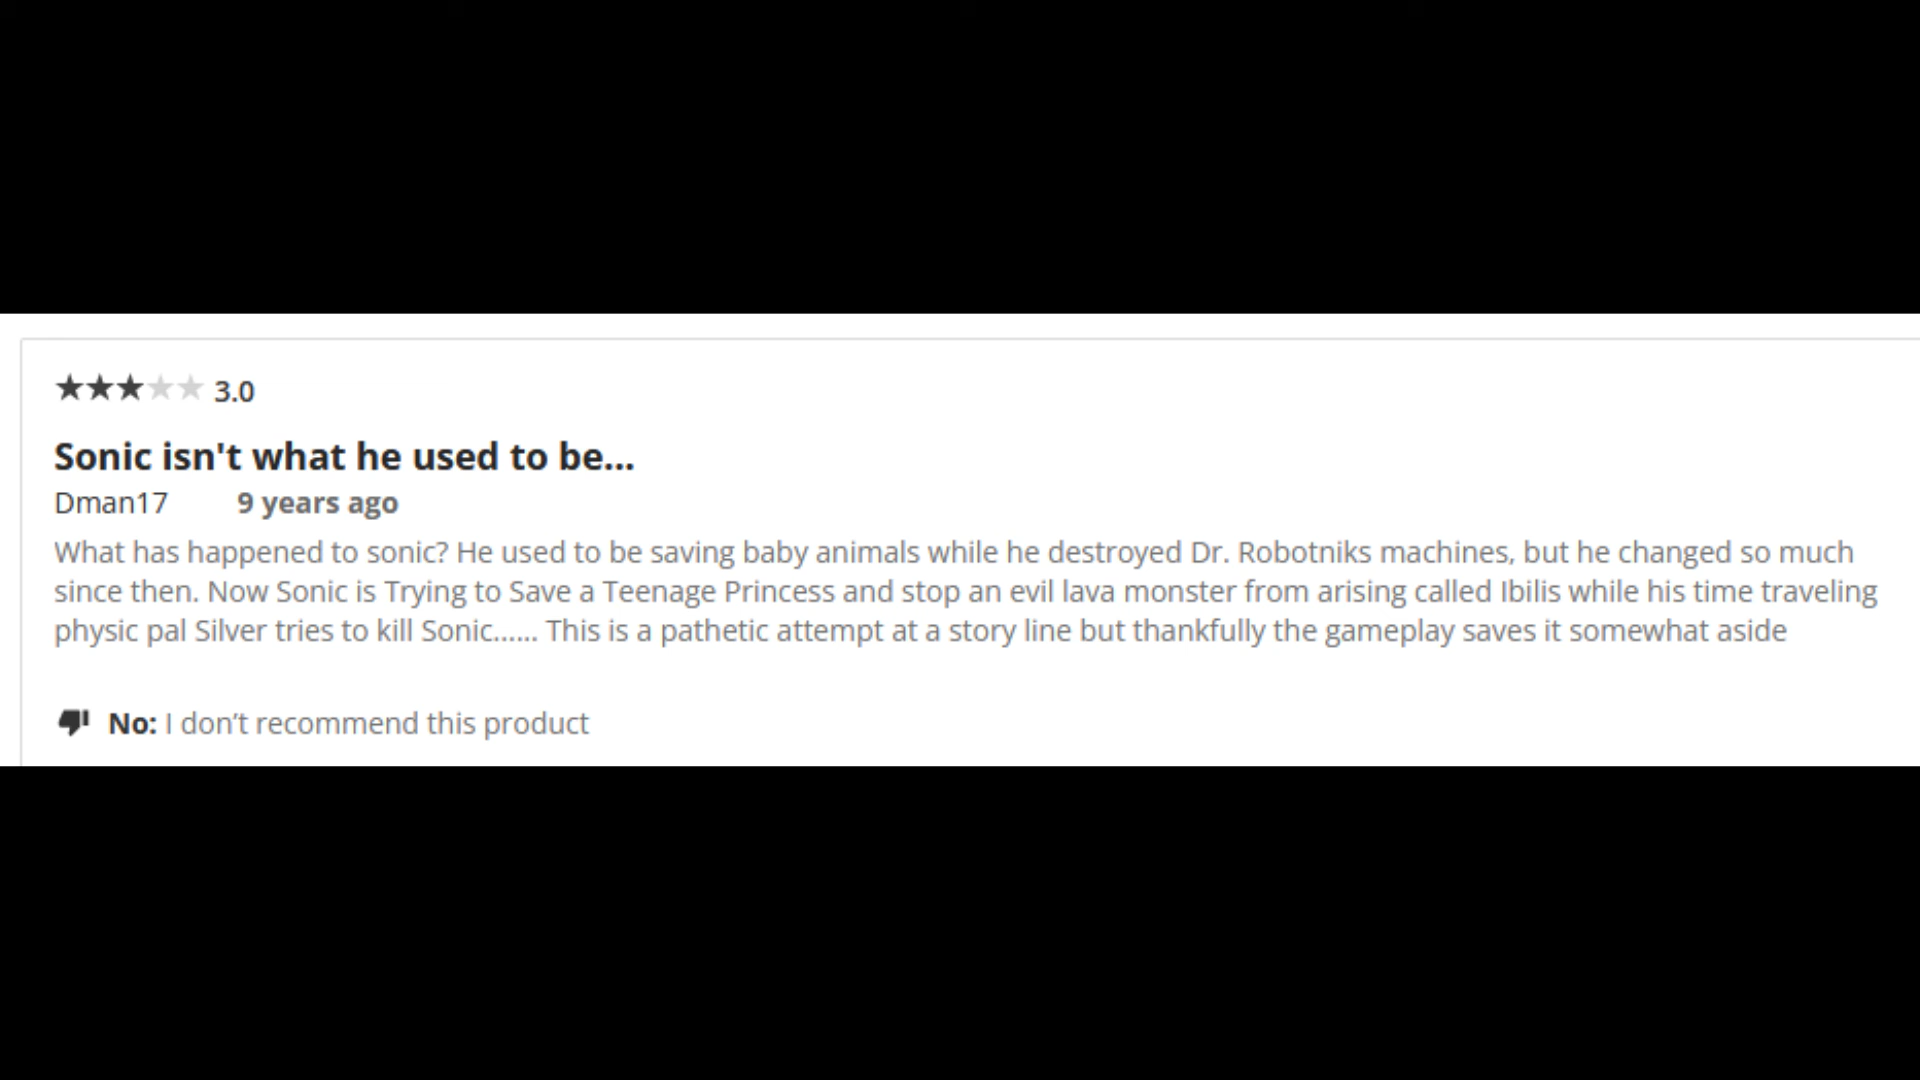 ★★★★★ 3.0
Sonic isn't what he used to be...
Dman17 9 years ago
What has happened to sonic? He used to be saving baby animals while he destroyed Dr. Robotniks machines, but he changed so much
since then. Now Sonic is Trying to Save a Teenage Princess and stop an evil lava monster from arising called Ibilis while his time traveling
physic pal Silver tries to kill Sonic...... This is a pathetic attempt at a story line but thankfully the gameplay saves it somewhat aside
No: I don’t recommend this product